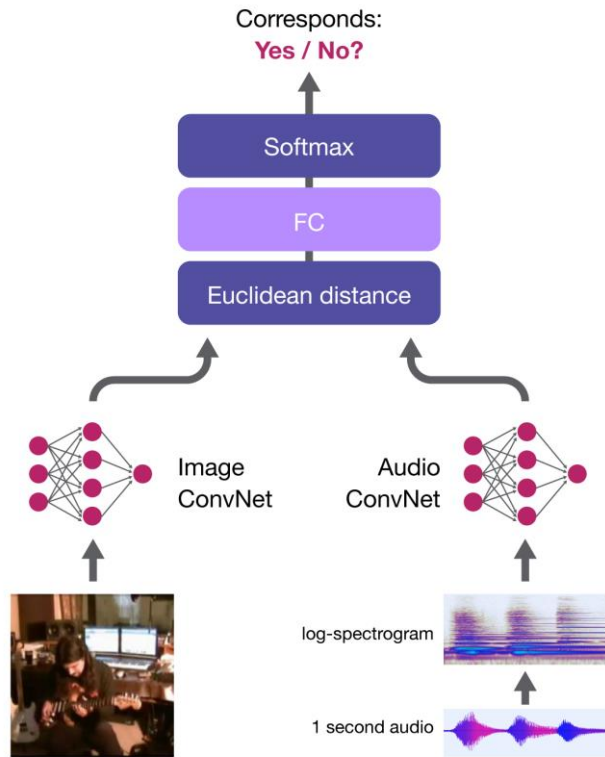 Corresponds:
Yes / No?
Softmax
FC
Euclidean distance
Image
ConvNet
Audio
ConvNet
log-spectrogram
1 second audio